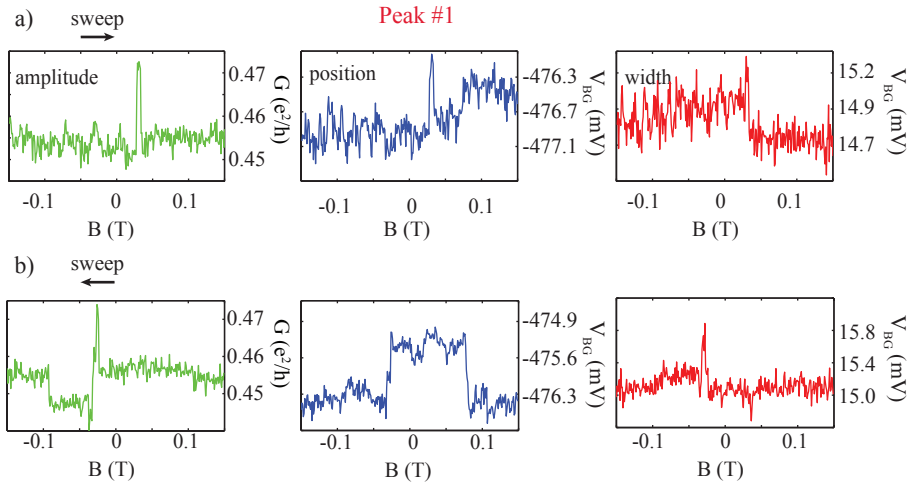 a)
sweep
Peak #1
amplitude
0.47
0.46
0.45
G (e²/h)
-0.1
0
0.1
B (T)
position
-476.3
-476.7
-477.1
V_BG (mV)
-0.1
0
0.1
B (T)
width
15.2
14.9
14.7
V_BG (mV)
-0.1
0
0.1
B (T)
b)
sweep
0.47
0.46
0.45
G (e²/h)
-0.1
0
0.1
B (T)
-474.9
-475.6
-476.3
V_BG (mV)
-0.1
0
0.1
B (T)
15.8
15.4
15.0
V_BG (mV)
-0.1
0
0.1
B (T)